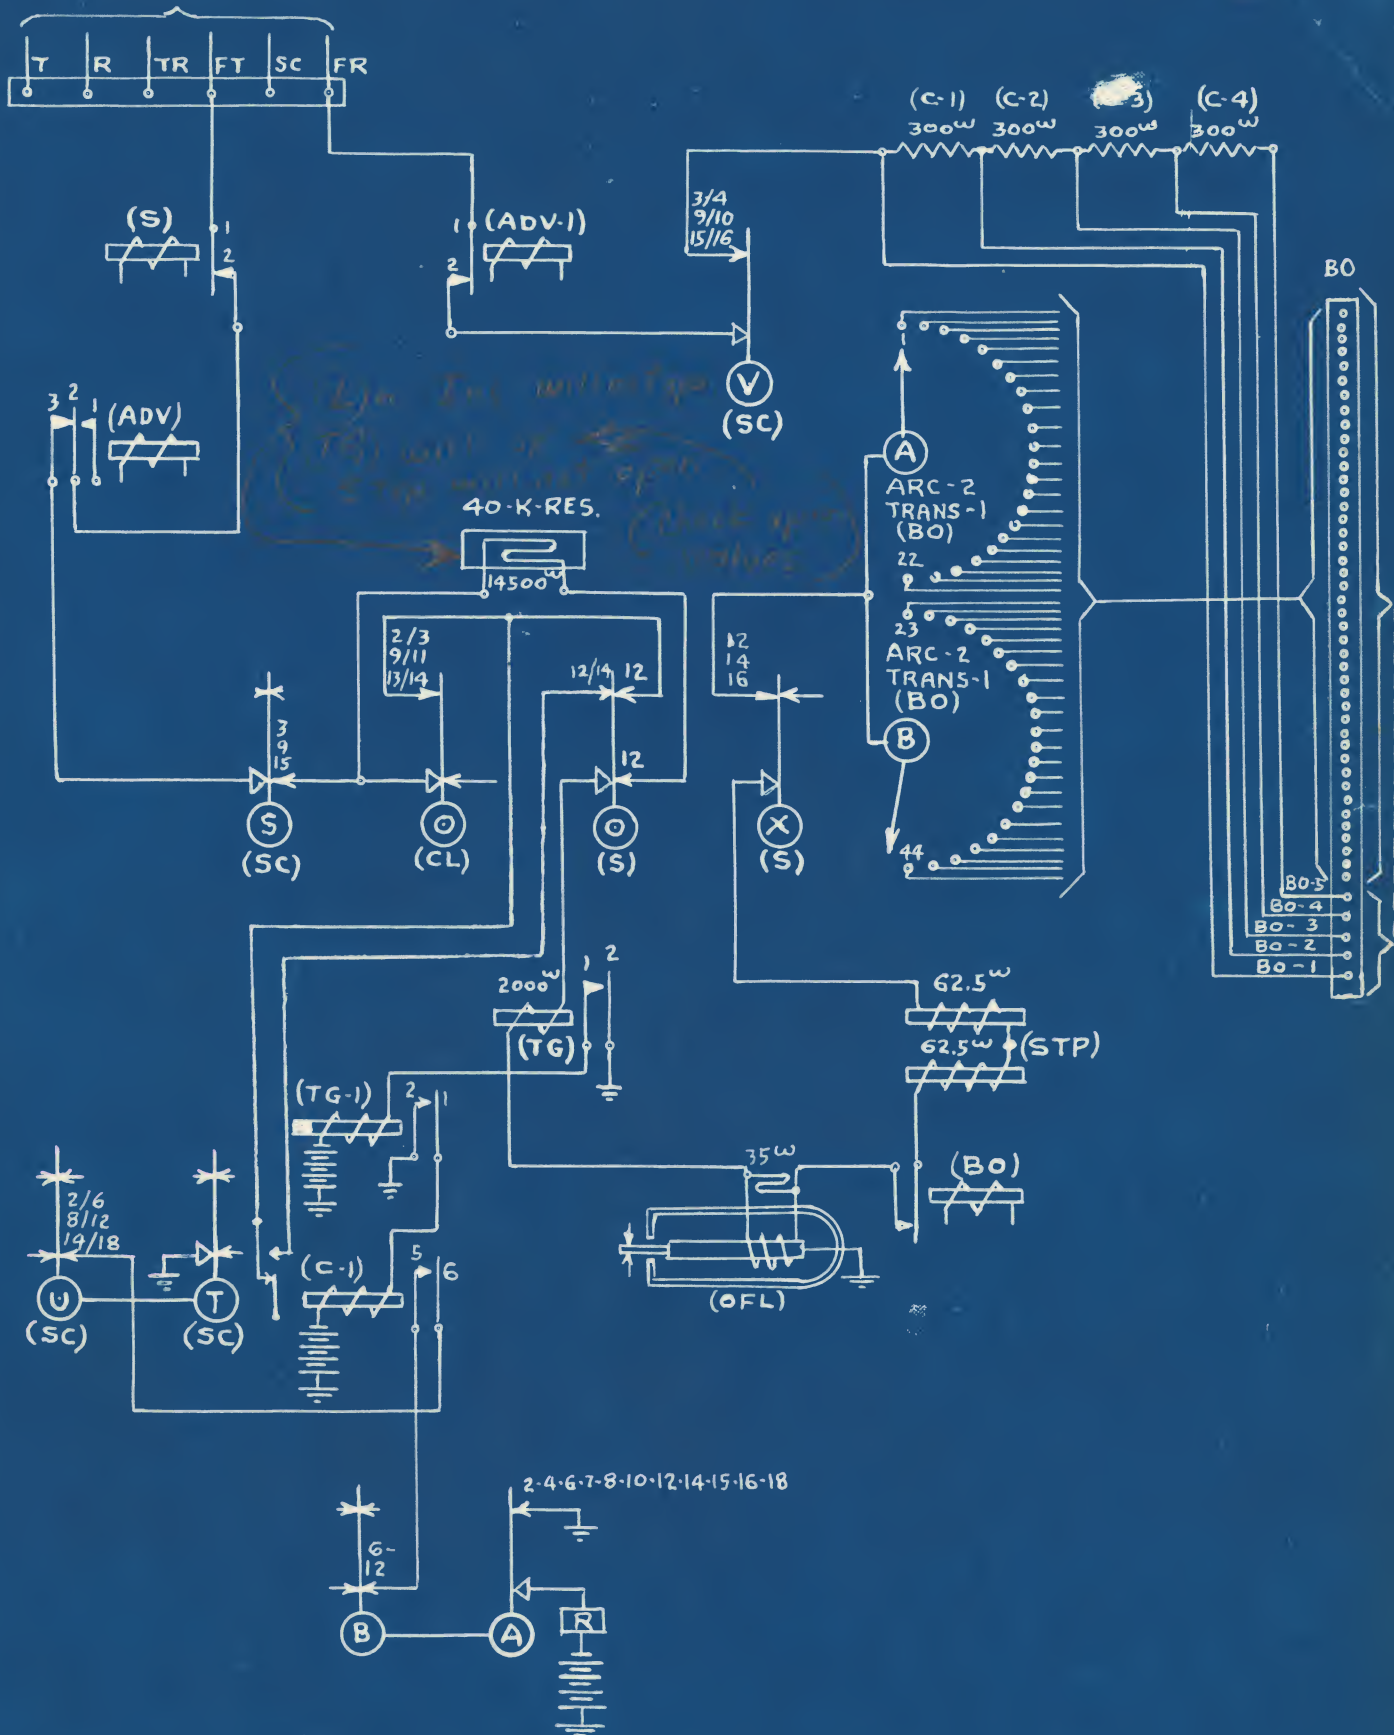 T R TR FT SC FR
(C-1) (C-2) 3) (C-4)
300ω 300ω 300ω 300ω
(S) 1
2
1 (ADV-1)
2
3/4
9/10
15/16
BO
V
(SC)
3 2 1 (ADV)
A
ARC-2
TRANS-1
(BO)
22
40-K-RES.
14500ω
23
ARC-2
TRANS-1
(BO)
B
44
2/3
9/11
13/14
12/14 12
12
14
16
3
9
15
12
S
(SC)
O
(CL)
O
(S)
X
(S)
BO-5
BO-4
BO-3
BO-2
BO-1
2000ω
(TG)
1 2
62.5ω
62.5ω (STP)
(TG-1)
2 1
35ω
(BO)
2/6
8/12
14/18
(C-1)
5 6
(OFL)
U
(SC)
T
(SC)
2-4-6-7-8-10-12-14-15-16-18
6-
12
B
A
R